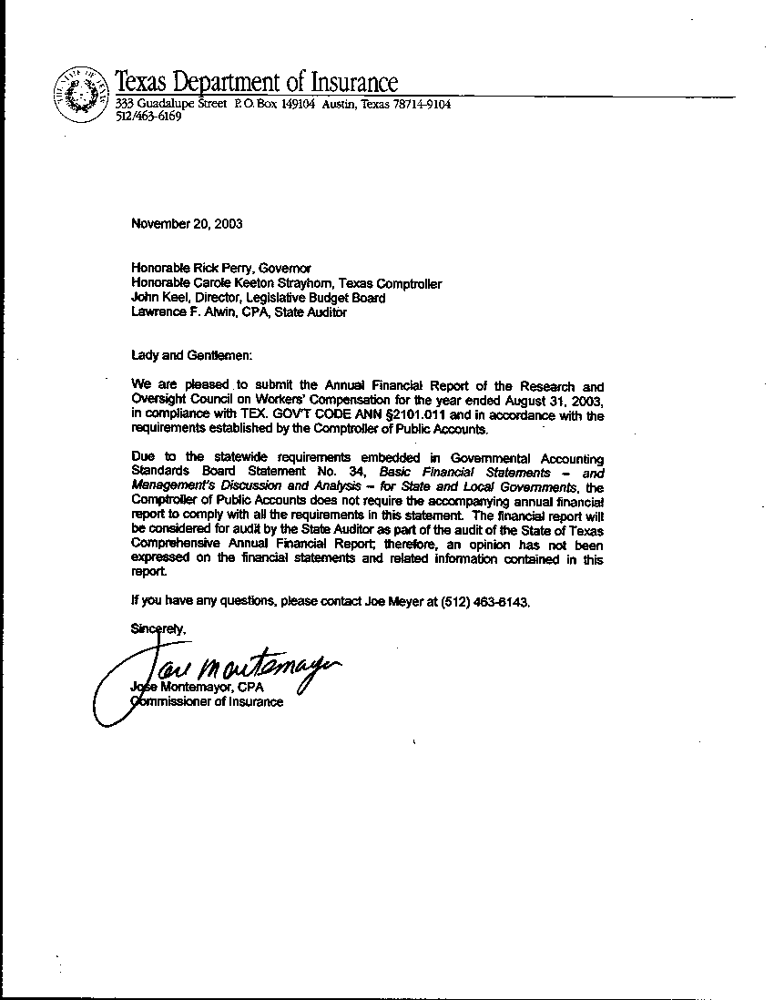 THE STATE OF TEXAS
Texas Department of Insurance
333 Guadalupe Street P.O. Box 149104 Austin, Texas 78714-9104
512/463-6169
November 20, 2003
Honorable Rick Perry, Governor
Honorable Carole Keeton Strayhorn, Texas Comptroller
John Keel, Director, Legislative Budget Board
Lawrence F. Alwin, CPA, State Auditor
Lady and Gentlemen:
We are pleased to submit the Annual Financial Report of the Research and
Oversight Council on Workers' Compensation for the year ended August 31, 2003,
in compliance with TEX. GOV'T CODE ANN §2101.011 and in accordance with the
requirements established by the Comptroller of Public Accounts.
Due to the statewide requirements embedded in Governmental Accounting
Standards Board Statement No. 34, Basic Financial Statements – and
Management's Discussion and Analysis – for State and Local Governments, the
Comptroller of Public Accounts does not require the accompanying annual financial
report to comply with all the requirements in this statement. The financial report will
be considered for audit by the State Auditor as part of the audit of the State of Texas
Comprehensive Annual Financial Report; therefore, an opinion has not been
expressed on the financial statements and related information contained in this
report.
If you have any questions, please contact Joe Meyer at (512) 463-6143.
Sincerely,
Jose Montemayor
Jose Montemayor, CPA
Commissioner of Insurance